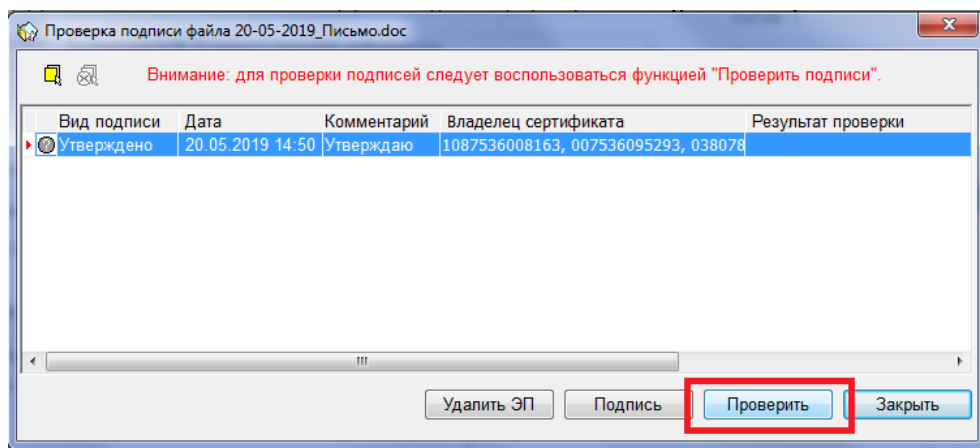 Проверка подписи файла 20-05-2019_Письмо.doc
Внимание: для проверки подписей следует воспользоваться функцией "Проверить подписи".
Вид подписи Дата Комментарий Владелец сертификата Результат проверки
Утверждено 20.05.2019 14:50 Утверждаю 1087536008163, 007536095293, 038078
Удалить ЭП Подпись Проверить Закрыть